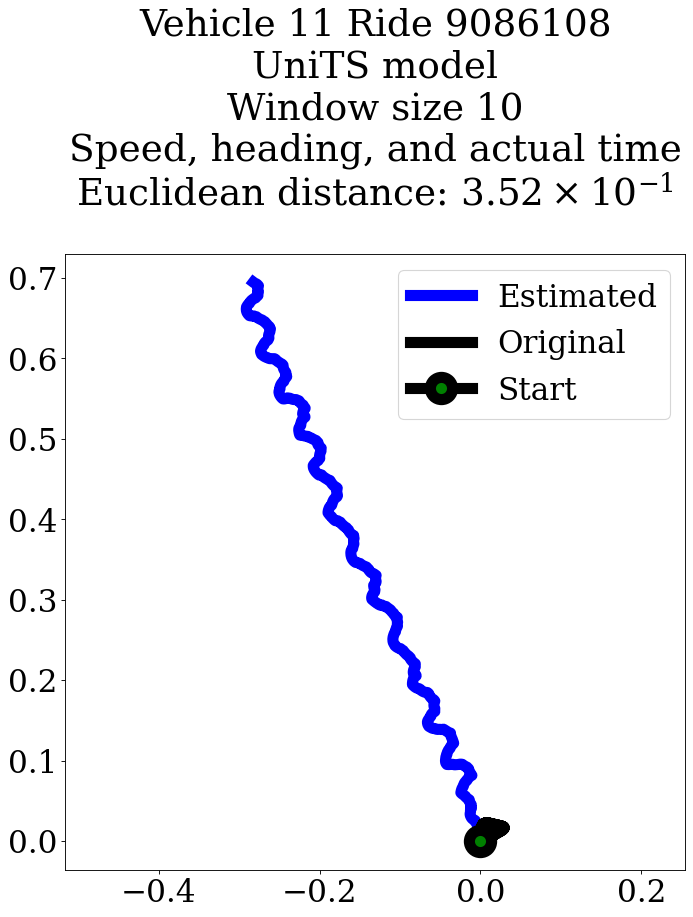 Vehicle 11 Ride 9086108
UniTS model
Window size 10
Speed, heading, and actual time
Euclidean distance: 3.52 × 10⁻¹
Estimated
Original
Start
0.7
0.6
0.5
0.4
0.3
0.2
0.1
0.0
−0.4 −0.2 0.0 0.2